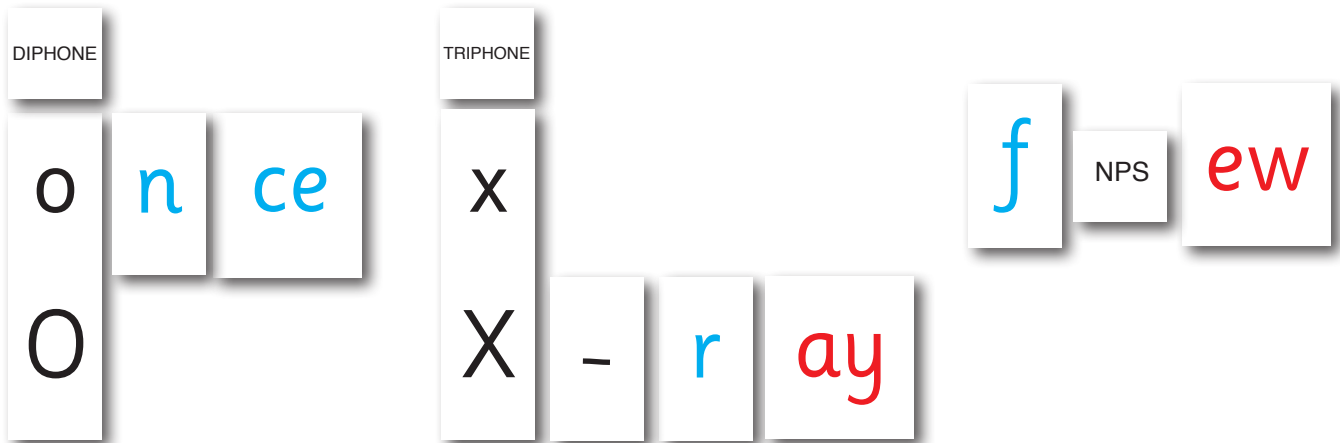 DIPHONE
o n ce
O
TRIPHONE
x
X - r ay
f NPS ew